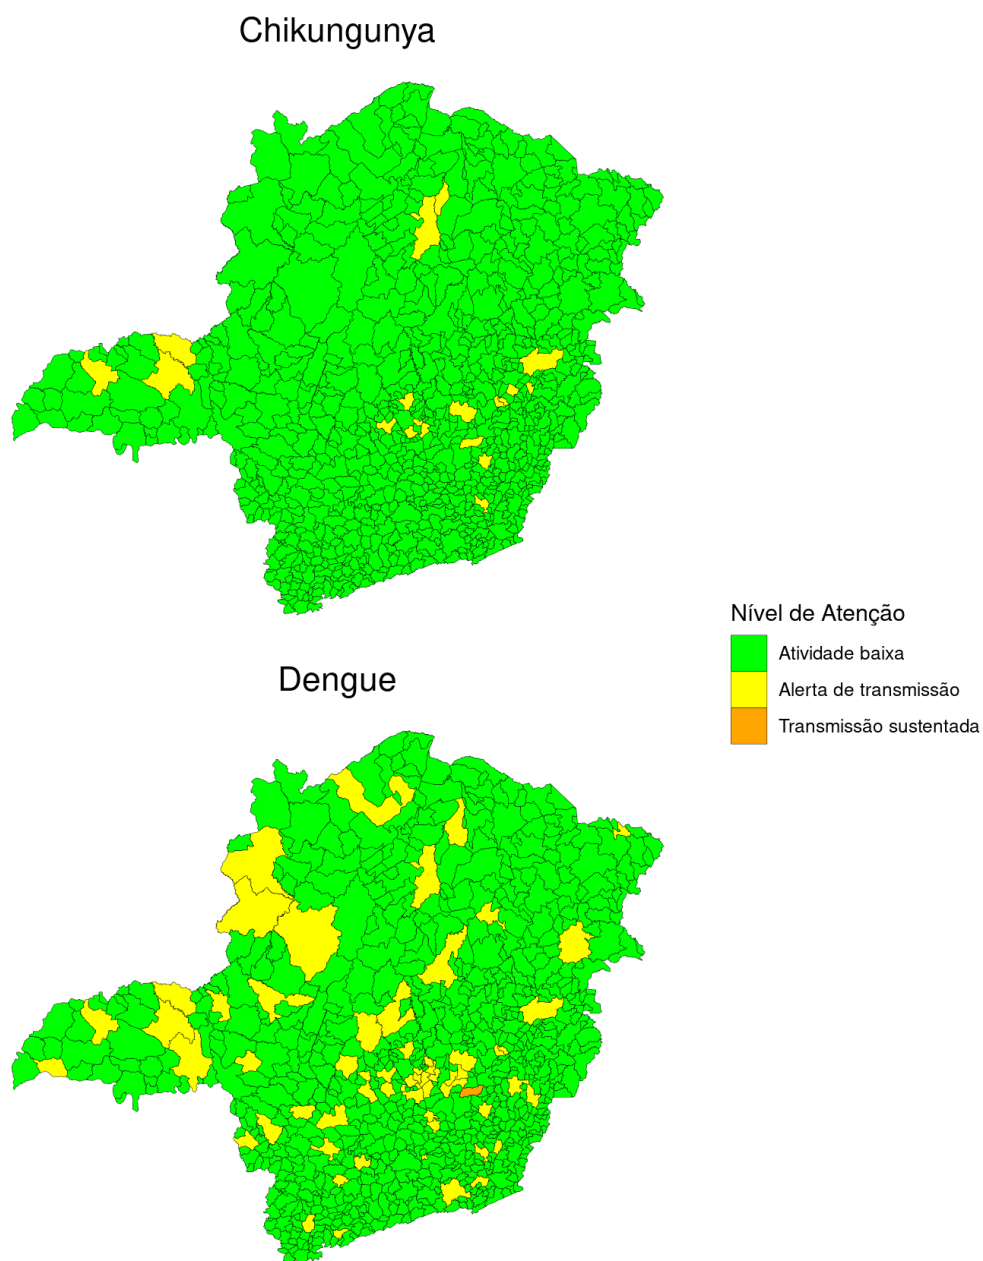 Chikungunya
Nível de Atenção
Atividade baixa
Alerta de transmissão
Transmissão sustentada
Dengue